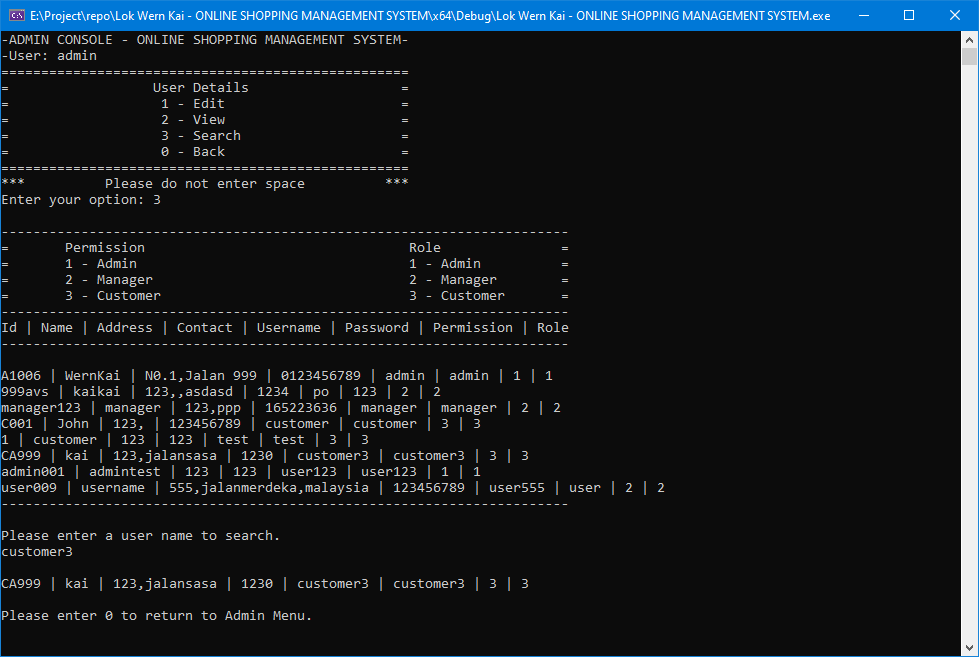 E:\Project\repo\Lok Wern Kai - ONLINE SHOPPING MANAGEMENT SYSTEM\x64\Debug\Lok Wern Kai - ONLINE SHOPPING MANAGEMENT SYSTEM.exe
-ADMIN CONSOLE - ONLINE SHOPPING MANAGEMENT SYSTEM-
-User: admin
===================================================
=                  User Details                   =
=                   1 - Edit                      =
=                   2 - View                      =
=                   3 - Search                    =
=                   0 - Back                      =
===================================================
***          Please do not enter space          ***
Enter your option: 3
-----------------------------------------------------------------------
=       Permission                                 Role               =
=       1 - Admin                                  1 - Admin          =
=       2 - Manager                                2 - Manager        =
=       3 - Customer                               3 - Customer       =
-----------------------------------------------------------------------
Id | Name | Address | Contact | Username | Password | Permission | Role
-----------------------------------------------------------------------
A1006 | WernKai | N0.1,Jalan 999 | 0123456789 | admin | admin | 1 | 1
999avs | kaikai | 123,,asdasd | 1234 | po | 123 | 2 | 2
manager123 | manager | 123,ppp | 165223636 | manager | manager | 2 | 2
C001 | John | 123, | 123456789 | customer | customer | 3 | 3
1 | customer | 123 | 123 | test | test | 3 | 3
CA999 | kai | 123,jalansasa | 1230 | customer3 | customer3 | 3 | 3
admin001 | admintest | 123 | 123 | user123 | user123 | 1 | 1
user009 | username | 555,jalanmerdeka,malaysia | 123456789 | user555 | user | 2 | 2
-----------------------------------------------------------------------
Please enter a user name to search.
customer3
CA999 | kai | 123,jalansasa | 1230 | customer3 | customer3 | 3 | 3
Please enter 0 to return to Admin Menu.